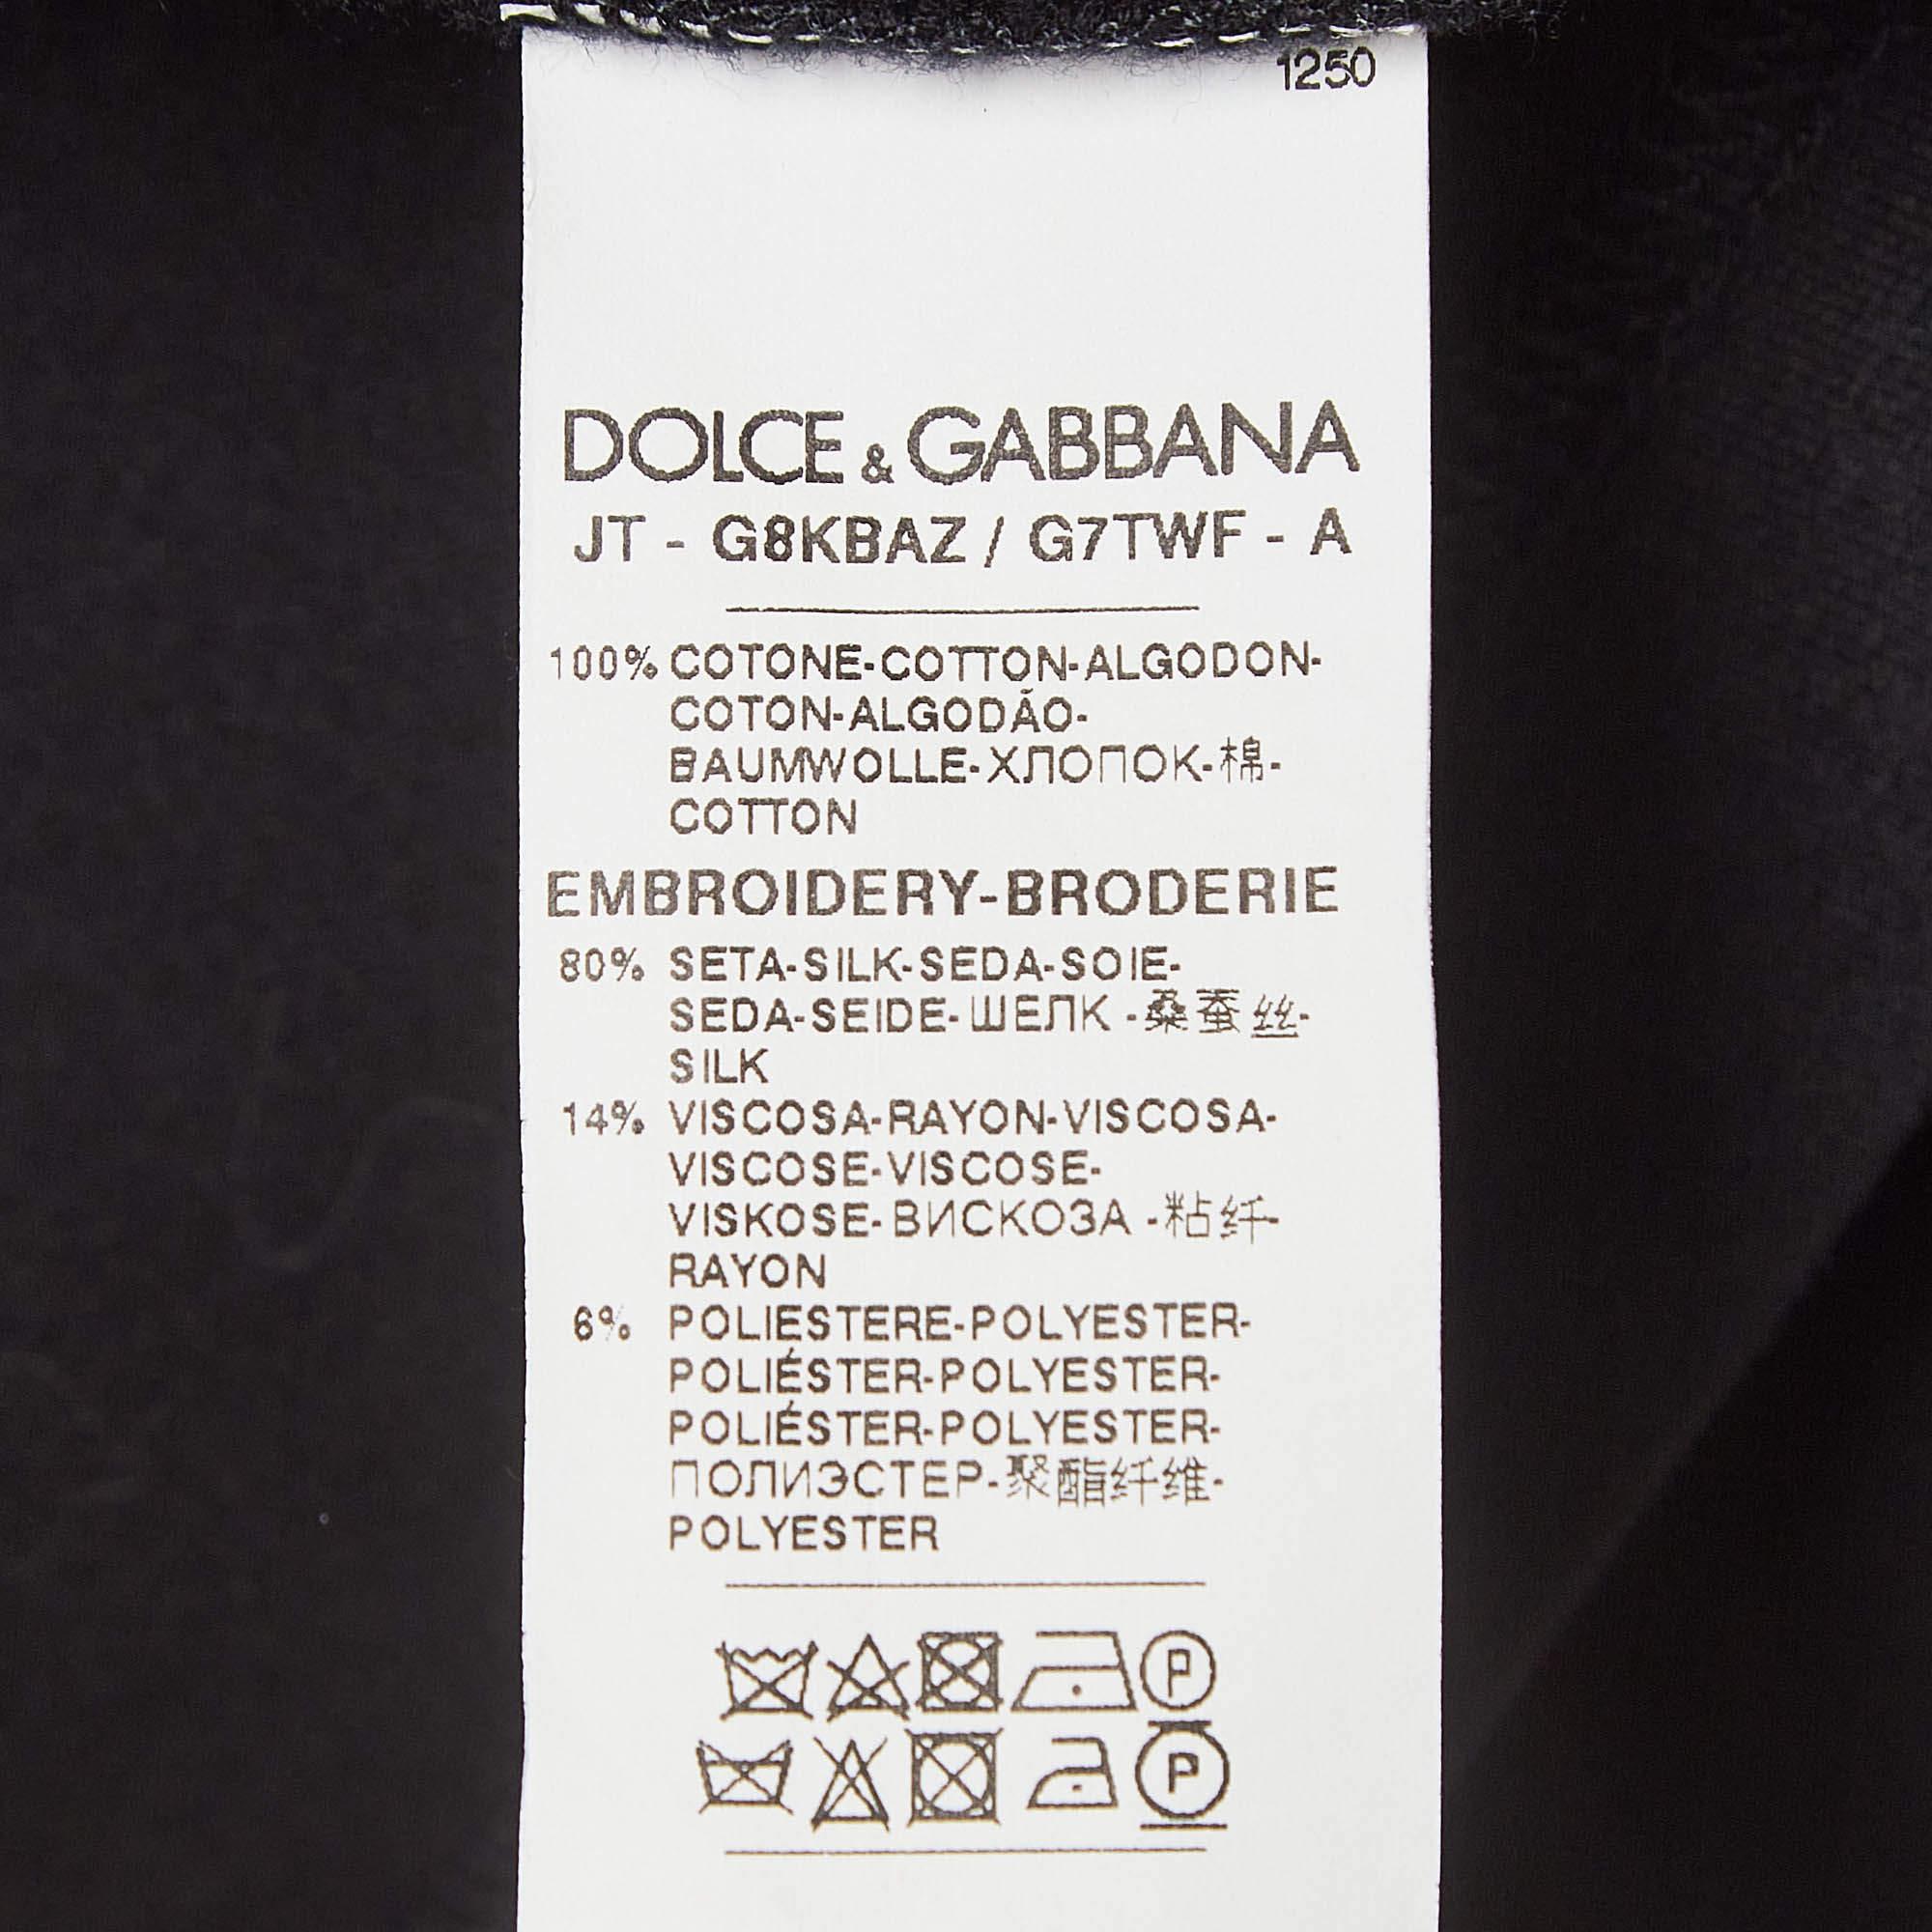 1250
DOLCE & GABBANA
JT - G8KBAZ / G7TWF - A
100% COTONE-COTTON-ALGODON-
COTON-ALGODÃO-
BAUMWOLLE-ХЛОПОК-棉-
COTTON
EMBROIDERY-BRODERIE
80% SETA-SILK-SEDA-SOIE-
SEDA-SEIDE-ШЕЛК -桑蚕丝-
SILK
14% VISCOSA-RAYON-VISCOSA-
VISCOSE-VISCOSE-
VISKOSE-ВИСКОЗА -粘纤-
RAYON
6% POLIESTERE-POLYESTER-
POLIÉSTER-POLYESTER-
POLIÉSTER-POLYESTER-
ПОЛИЭСТЕР-聚酯纤维-
POLYESTER
P
P